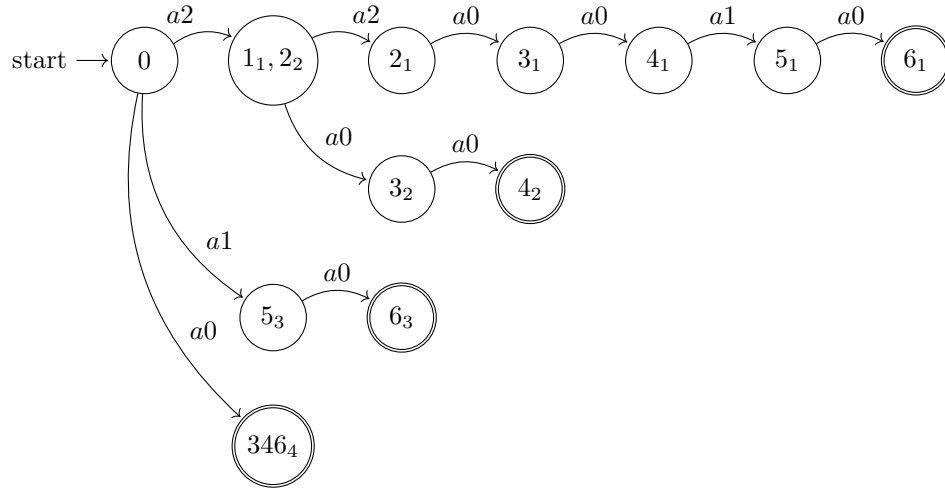 a2 a2 a0 a0 a1 a0
start 0 1₁, 2₂ 2₁ 3₁ 4₁ 5₁ 6₁
a0 a0
3₂ 4₂
a1 a0
5₃ 6₃
a0
346₄